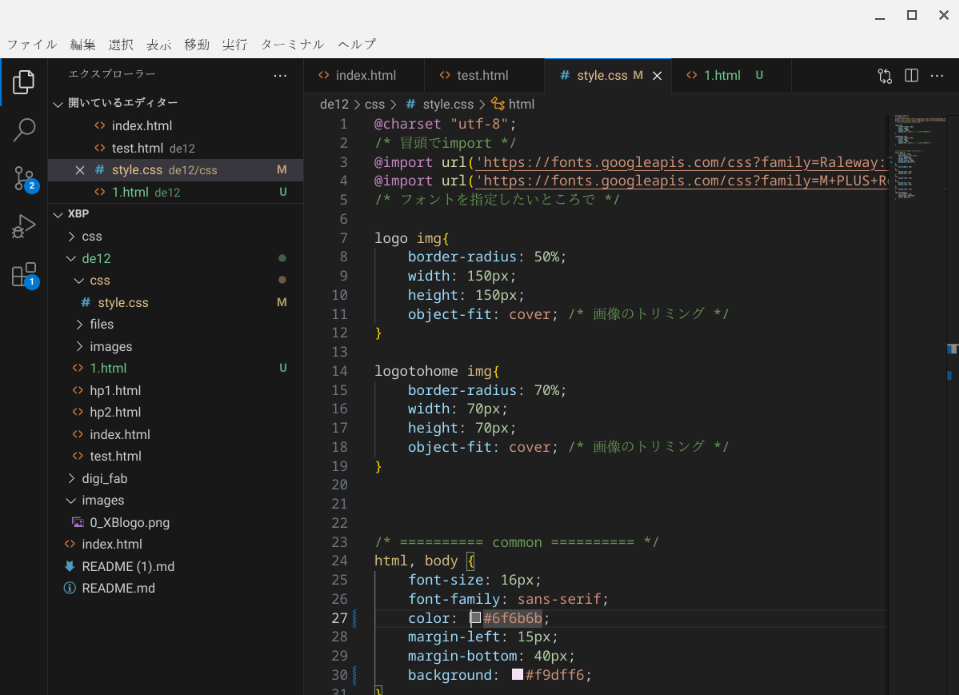 ファイル 編集 選択 表示 移動 実行 ターミナル ヘルプ
エクスプローラー
開いているエディター
index.html
test.html de12
style.css de12/css M
1.html de12 U
XBP
css
de12
css
style.css M
files
images
1.html U
hp1.html
hp2.html
index.html
test.html
digi_fab
images
0_XBlogo.png
index.html
README (1).md
README.md
2
1
index.html test.html # style.css M 1.html U
de12 > css > # style.css > html
1 @charset "utf-8";
2 /* 冒頭でimport */
3 @import url('https://fonts.googleapis.com/css?family=Raleway:
4 @import url('https://fonts.googleapis.com/css?family=M+PLUS+R
5 /* フォントを指定したいところで */
6
7 logo img{
8 border-radius: 50%;
9 width: 150px;
10 height: 150px;
11 object-fit: cover; /* 画像のトリミング */
12 }
13
14 logotohome img{
15 border-radius: 70%;
16 width: 70px;
17 height: 70px;
18 object-fit: cover; /* 画像のトリミング */
19 }
20
21
22
23 /* ========== common ========== */
24 html, body {
25 font-size: 16px;
26 font-family: sans-serif;
27 color: #6f6b6b;
28 margin-left: 15px;
29 margin-bottom: 40px;
30 background: #f9dff6;
31 }